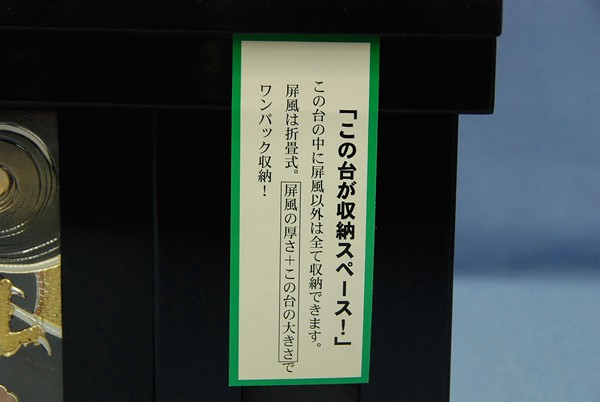 「この台が収納スペース！」
この台の中に屏風以外は全て収納できます。
屏風は折畳式。屏風の厚さ＋この台の大きさで
ワンパック収納！